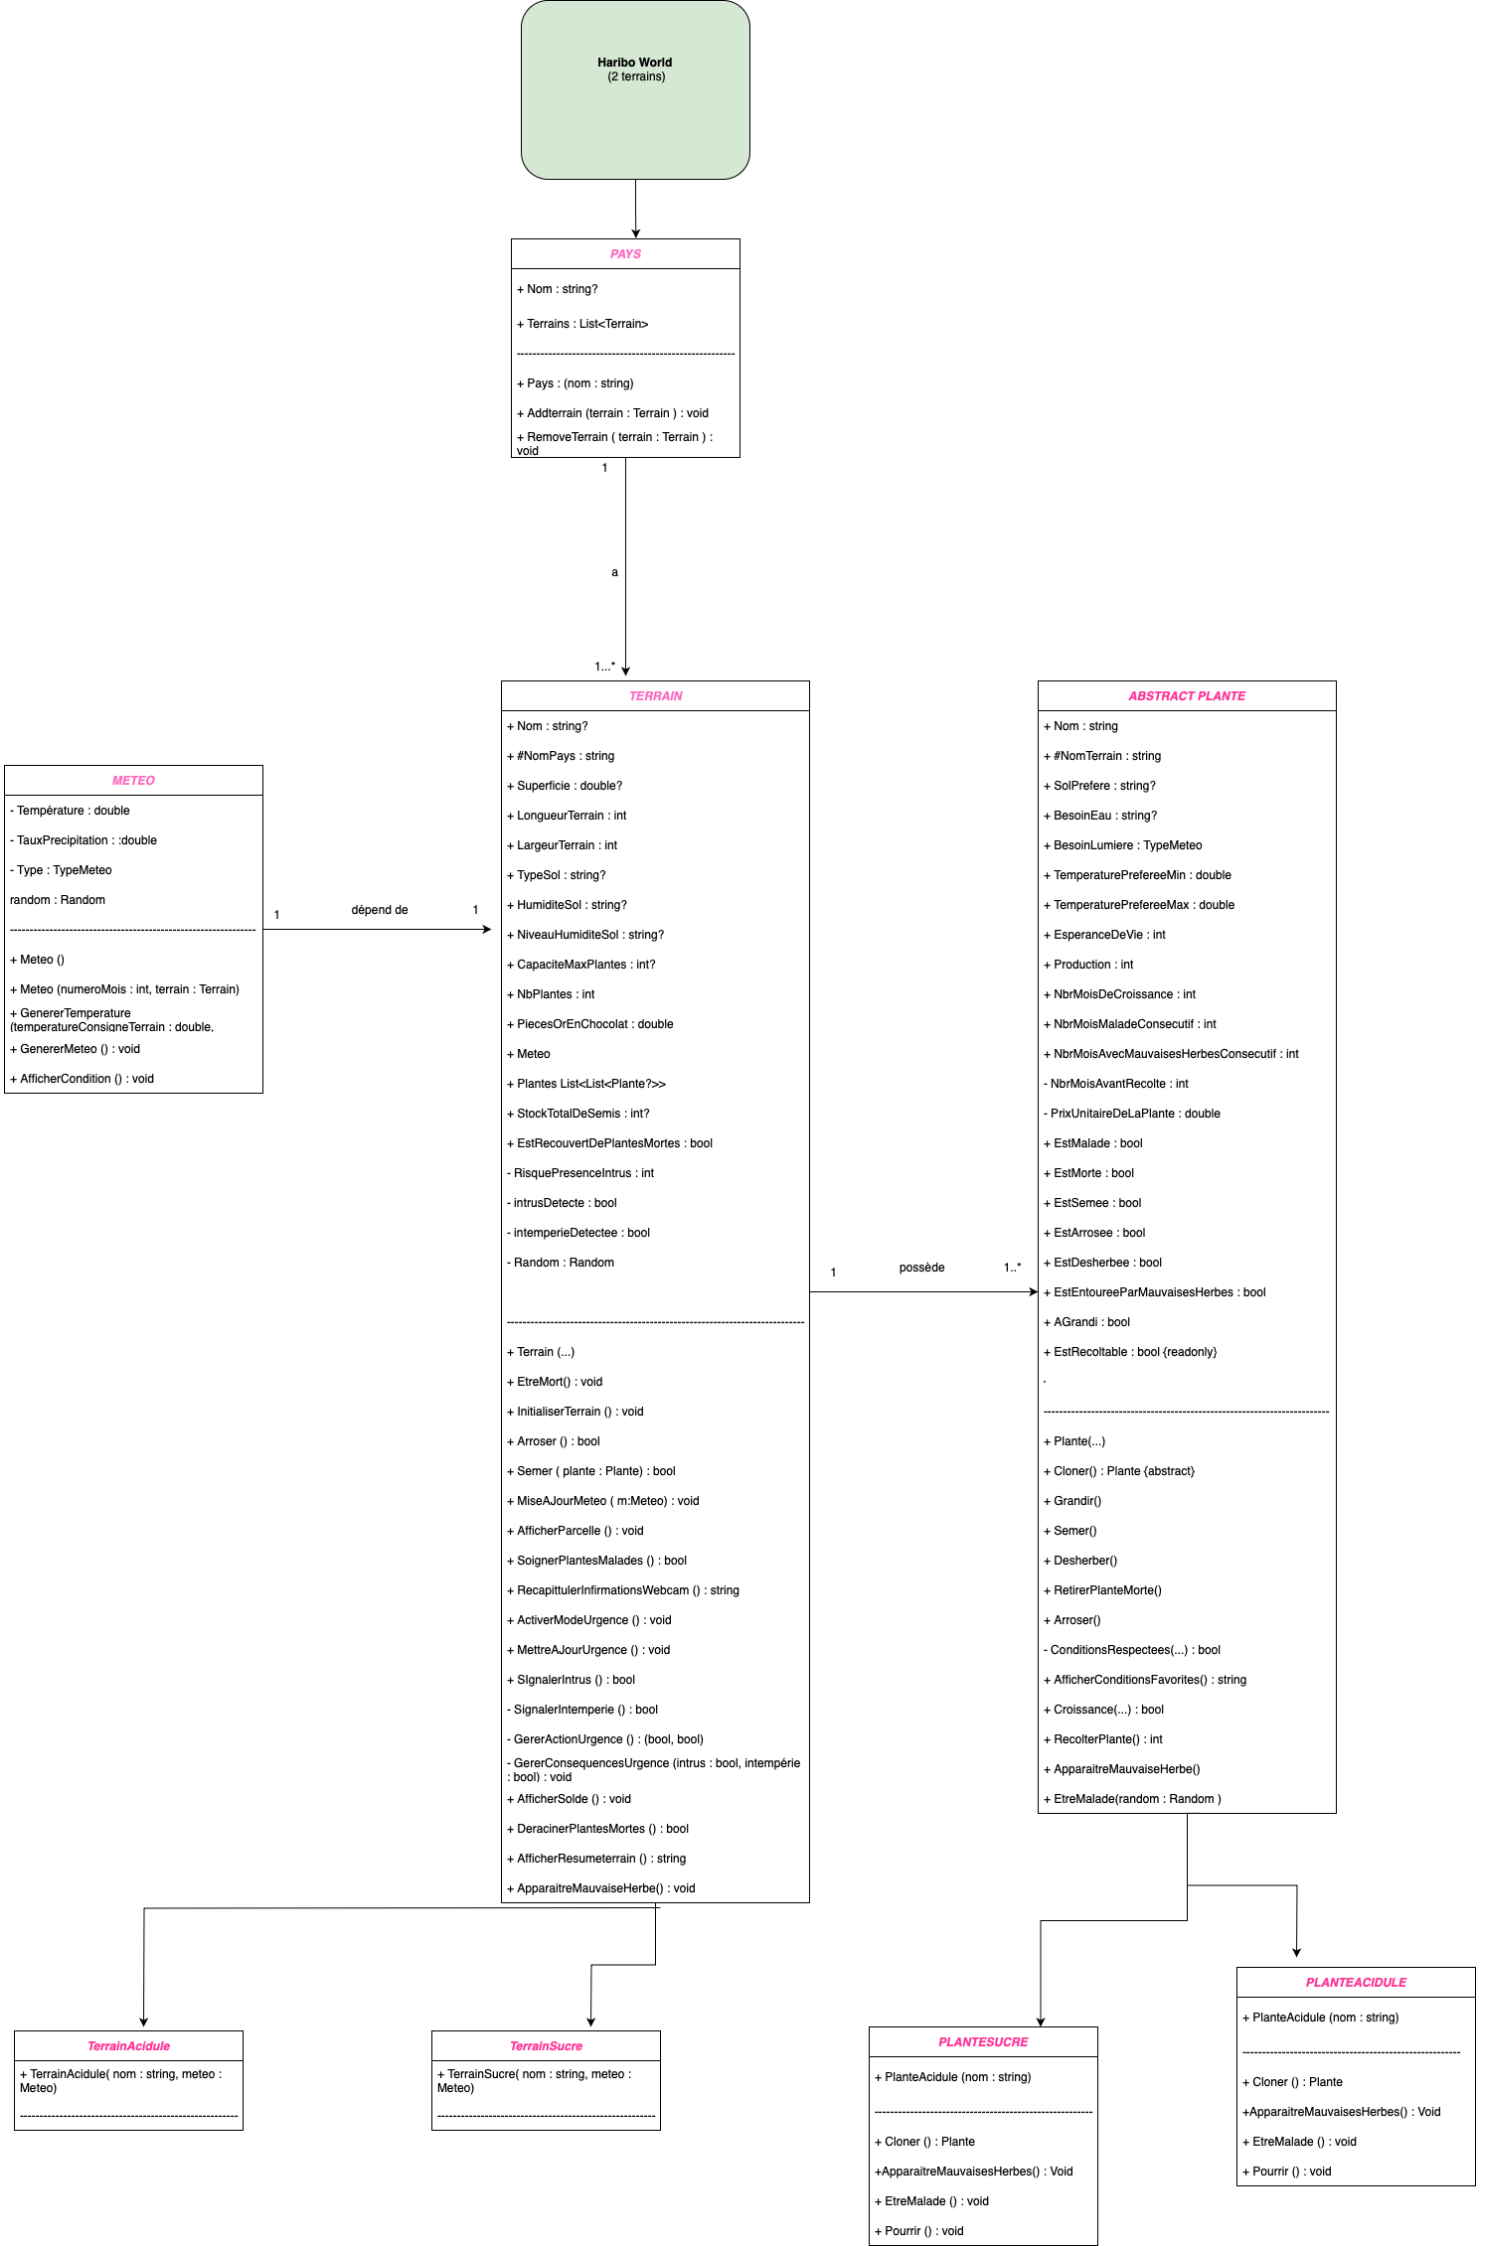 Haribo World
(2 terrains)
PAYS
+ Nom : string?
+ Terrains : List<Terrain>
-------------------------------------------------------
+ Pays : (nom : string)
+ Addterrain (terrain : Terrain ) : void
+ RemoveTerrain ( terrain : Terrain ) :
void
1
a
1...*
TERRAIN
+ Nom : string?
+ #NomPays : string
+ Superficie : double?
+ LongueurTerrain : int
+ LargeurTerrain : int
+ TypeSol : string?
+ HumiditeSol : string?
+ NiveauHumiditeSol : string?
+ CapaciteMaxPlantes : int?
+ NbPlantes : int
+ PiecesOrEnChocolat : double
+ Meteo
+ Plantes List<List<Plante?>>
+ StockTotalDeSemis : int?
+ EstRecouvertDePlantesMortes : bool
- RisquePresenceIntrus : int
- intrusDetecte : bool
- intemperieDetectee : bool
- Random : Random
---------------------------------------------------------------------------
+ Terrain (...)
+ EtreMort() : void
+ InitialiserTerrain () : void
+ Arroser () : bool
+ Semer ( plante : Plante) : bool
+ MiseAJourMeteo ( m:Meteo) : void
+ AfficherParcelle () : void
+ SoignerPlantesMalades () : bool
+ RecapittulerInfirmationsWebcam () : string
+ ActiverModeUrgence () : void
+ MettreAJourUrgence () : void
+ SIgnalerIntrus () : bool
- SignalerIntemperie () : bool
- GererActionUrgence () : (bool, bool)
- GererConsequencesUrgence (intrus : bool, intempérie
: bool) : void
+ AfficherSolde () : void
+ DeracinerPlantesMortes () : bool
+ AfficherResumeterrain () : string
+ ApparaitreMauvaiseHerbe() : void
METEO
- Température : double
- TauxPrecipitation : :double
- Type : TypeMeteo
random : Random
--------------------------------------------------------------
+ Meteo ()
+ Meteo (numeroMois : int, terrain : Terrain)
+ GenererTemperature
(temperatureConsigneTerrain : double,
+ GenererMeteo () : void
+ AfficherCondition () : void
1
dépend de
1
ABSTRACT PLANTE
+ Nom : string
+ #NomTerrain : string
+ SolPrefere : string?
+ BesoinEau : string?
+ BesoinLumiere : TypeMeteo
+ TemperaturePrefereeMin : double
+ TemperaturePrefereeMax : double
+ EsperanceDeVie : int
+ Production : int
+ NbrMoisDeCroissance : int
+ NbrMoisMaladeConsecutif : int
+ NbrMoisAvecMauvaisesHerbesConsecutif : int
- NbrMoisAvantRecolte : int
- PrixUnitaireDeLaPlante : double
+ EstMalade : bool
+ EstMorte : bool
+ EstSemee : bool
+ EstArrosee : bool
+ EstDesherbee : bool
+ EstEntoureeParMauvaisesHerbes : bool
+ AGrandi : bool
+ EstRecoltable : bool {readonly}
.
------------------------------------------------------------------------
+ Plante(...)
+ Cloner() : Plante {abstract}
+ Grandir()
+ Semer()
+ Desherber()
+ RetirerPlanteMorte()
+ Arroser()
- ConditionsRespectees(...) : bool
+ AfficherConditionsFavorites() : string
+ Croissance(...) : bool
+ RecolterPlante() : int
+ ApparaitreMauvaiseHerbe()
+ EtreMalade(random : Random )
1
possède
1..*
TerrainAcidule
+ TerrainAcidule( nom : string, meteo :
Meteo)
-------------------------------------------------------
TerrainSucre
+ TerrainSucre( nom : string, meteo :
Meteo)
-------------------------------------------------------
PLANTESUCRE
+ PlanteAcidule (nom : string)
-------------------------------------------------------
+ Cloner () : Plante
+ApparaitreMauvaisesHerbes() : Void
+ EtreMalade () : void
+ Pourrir () : void
PLANTEACIDULE
+ PlanteAcidule (nom : string)
-------------------------------------------------------
+ Cloner () : Plante
+ApparaitreMauvaisesHerbes() : Void
+ EtreMalade () : void
+ Pourrir () : void